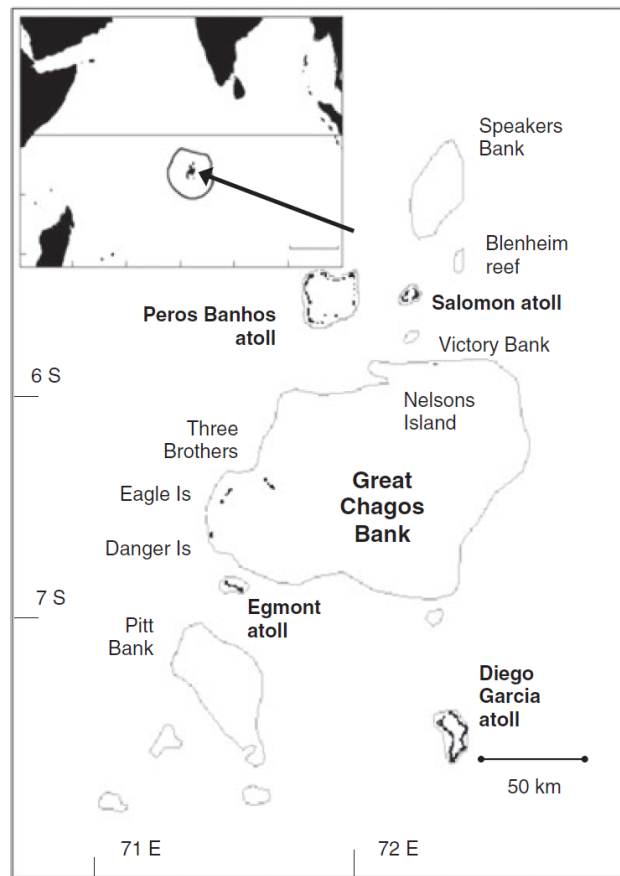 Speakers
Bank
Blenheim
reef
Peros Banhos
atoll
Salomon atoll
Victory Bank
6 S
Nelsons
Island
Three
Brothers
Eagle Is
Great
Chagos
Bank
Danger Is
7 S
Egmont
atoll
Pitt
Bank
Diego
Garcia
atoll
50 km
71 E
72 E